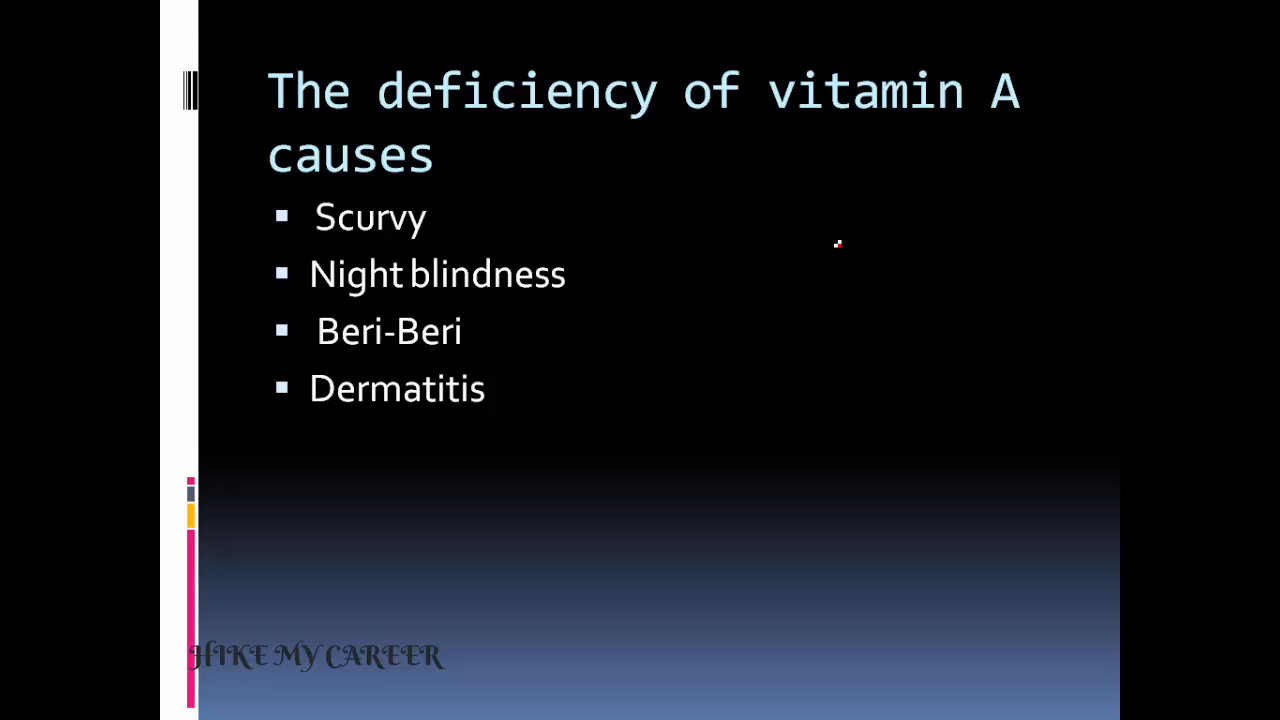 The deficiency of vitamin A
causes
Scurvy
Night blindness
Beri-Beri
Dermatitis
HIKE MY CAREER